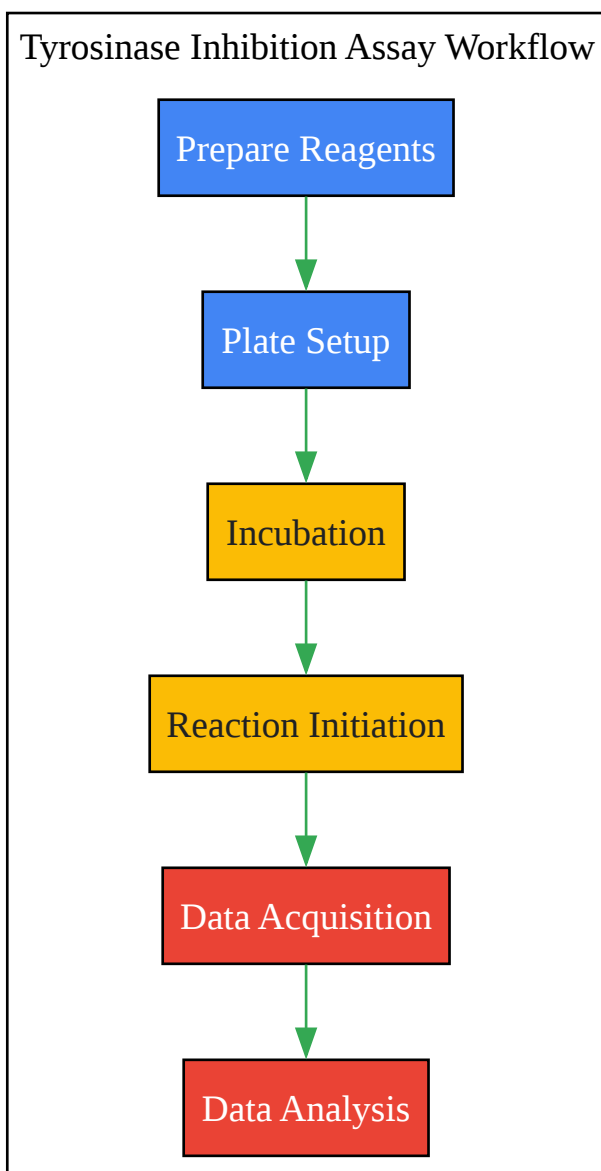 Tyrosinase Inhibition Assay Workflow
Prepare Reagents
Plate Setup
Incubation
Reaction Initiation
Data Acquisition
Data Analysis